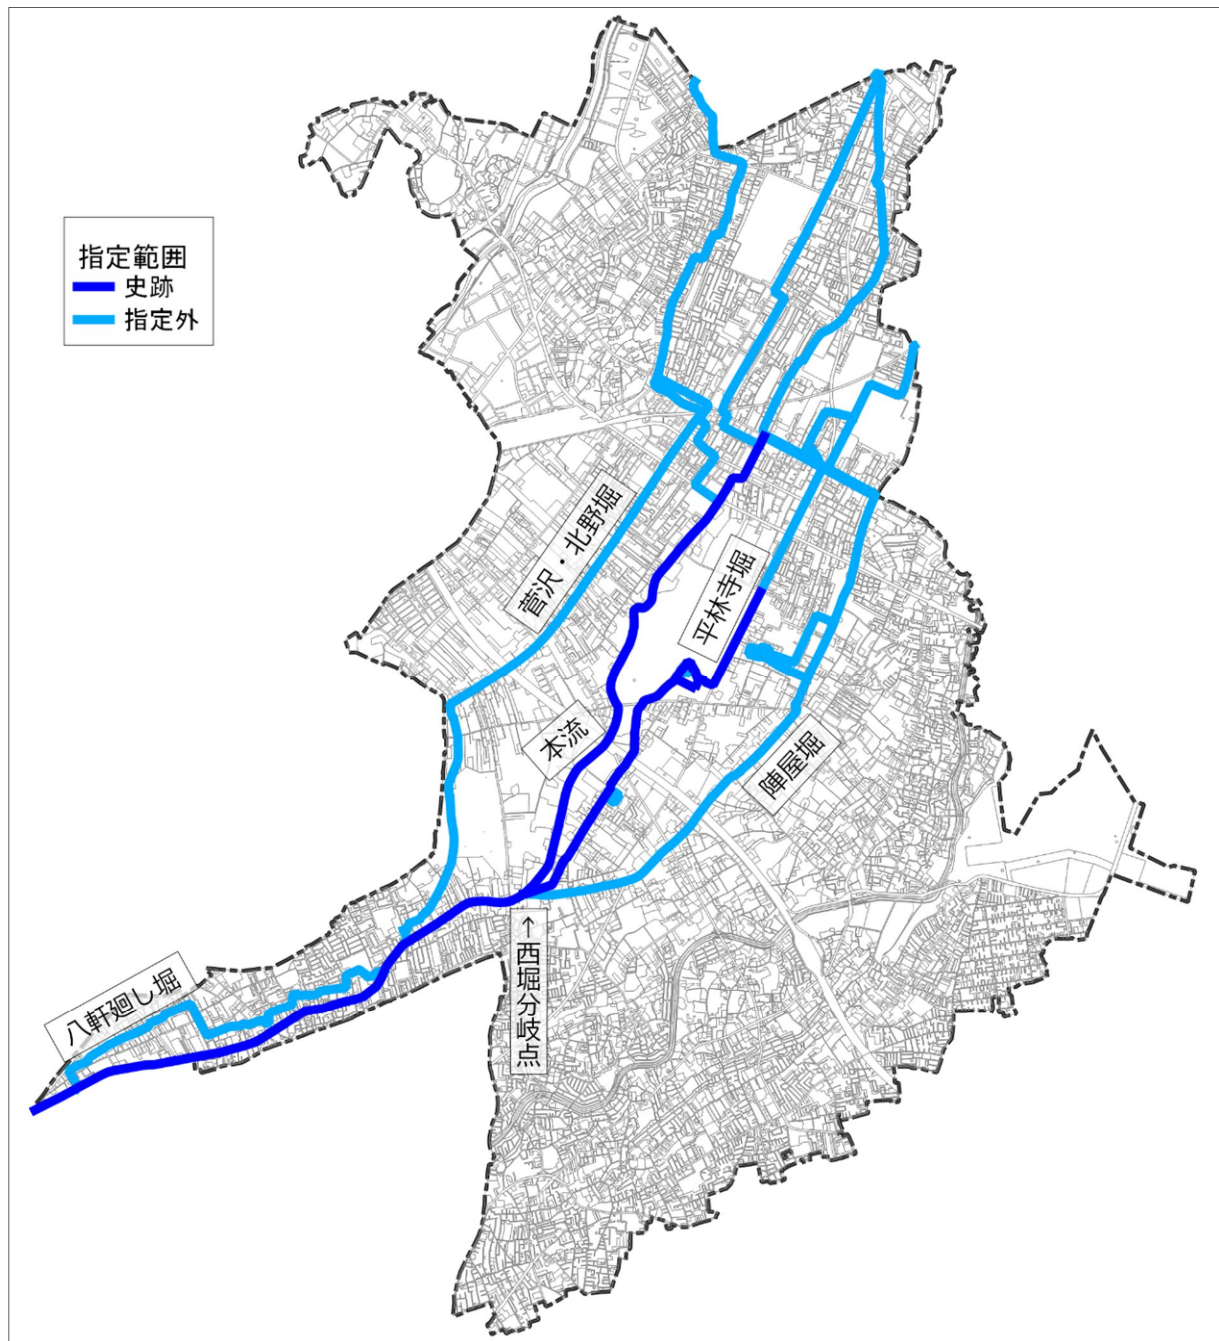 指定範囲
史跡
指定外
菅沢・北野堀
平林寺堀
本流
陣屋堀
↑西堀分岐点
八軒廻し堀